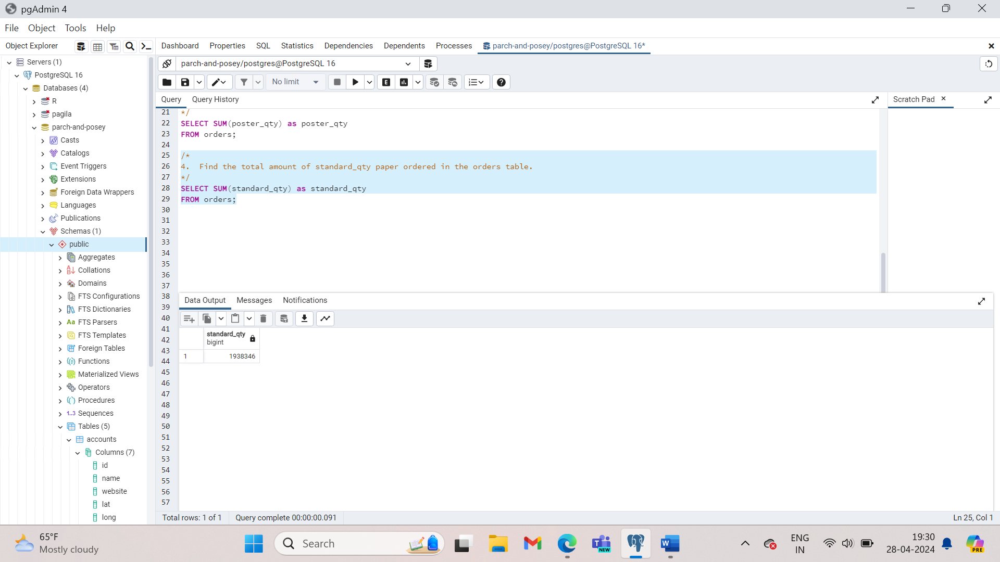 pgAdmin 4
File Object Tools Help
Object Explorer
Dashboard Properties SQL Statistics Dependencies Dependents Processes parch-and-posey/postgres@PostgreSQL 16*
Servers (1)
PostgreSQL 16
Databases (4)
R
pagila
parch-and-posey
Casts
Catalogs
Event Triggers
Extensions
Foreign Data Wrappers
Languages
Publications
Schemas (1)
public
Aggregates
Collations
Domains
FTS Configurations
FTS Dictionaries
Aa FTS Parsers
FTS Templates
Foreign Tables
Functions
Materialized Views
Operators
Procedures
1..3 Sequences
Tables (5)
accounts
Columns (7)
id
name
website
lat
long
parch-and-posey/postgres@PostgreSQL 16
No limit
E
Query Query History
Scratch Pad
21 */
22 SELECT SUM(poster_qty) as poster_qty
23 FROM orders;
24
25 /*
26 4.  Find the total amount of standard_qty paper ordered in the orders table.
27 */
28 SELECT SUM(standard_qty) as standard_qty
29 FROM orders;
30
31
32
33
34
35
36
37
38
39
40
41
42
43
44
45
46
47
48
49
50
51
52
53
54
55
56
57
Data Output Messages Notifications
standard_qty
bigint
1 1938346
Total rows: 1 of 1 Query complete 00:00:00.091 Ln 25, Col 1
65°F
Mostly cloudy
Search
T
NEW
W
ENG
IN
19:30
28-04-2024
PRE